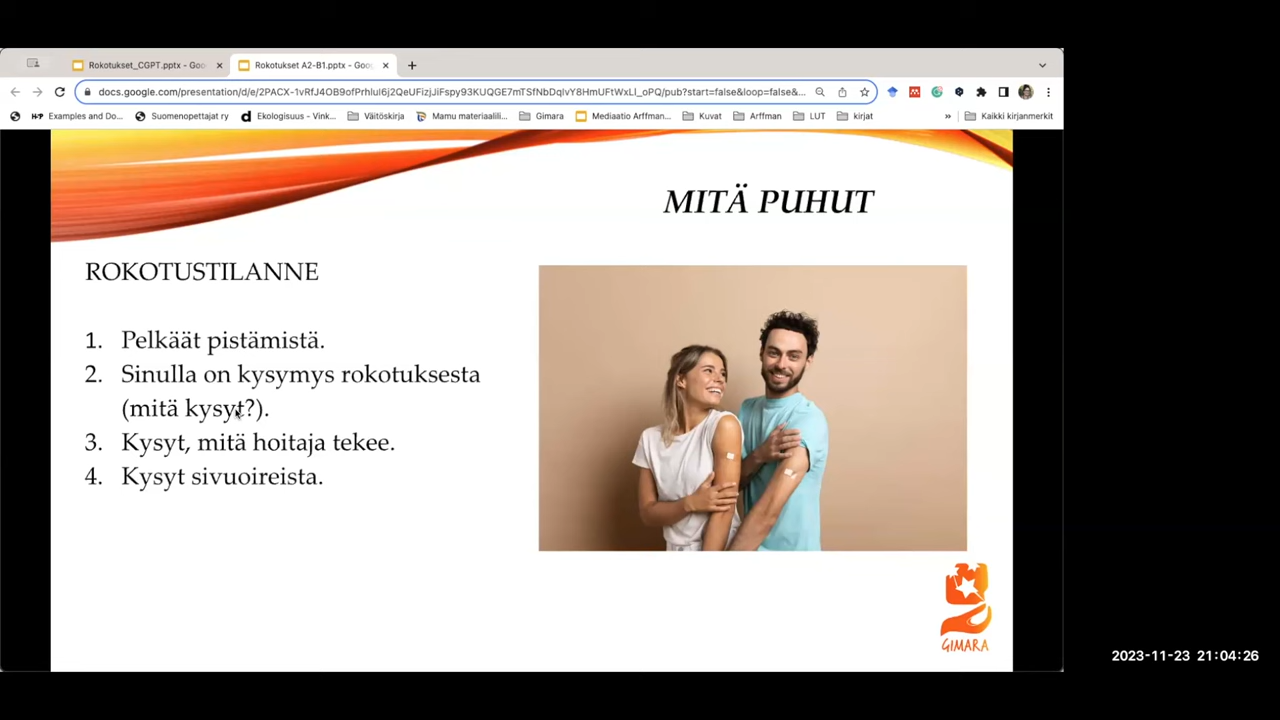 Rokotukset_CGPT.pptx - Goo
Rokotukset A2-B1.pptx - Goo
docs.google.com/presentation/d/e/2PACX-1vRfJ4OB9ofPrhlul6j2QeUFizjJiFspy93KUQGE7mTSfNbDqlvY8HmUFtWxLl_oPQ/pub?start=false&loop=false&...
Examples and Do...
Suomenopettajat ry
Ekologisuus - Vink...
Väitöskirja
Mamu materiaalili...
Gimara
Mediaatio Arffman...
Kuvat
Arffman
LUT
kirjat
»
Kaikki kirjanmerkit
MITÄ PUHUT
ROKOTUSTILANNE
1. Pelkäät pistämistä.
2. Sinulla on kysymys rokotuksesta
(mitä kysyt?).
3. Kysyt, mitä hoitaja tekee.
4. Kysyt sivuoireista.
GIMARA
2023-11-23 21:04:26